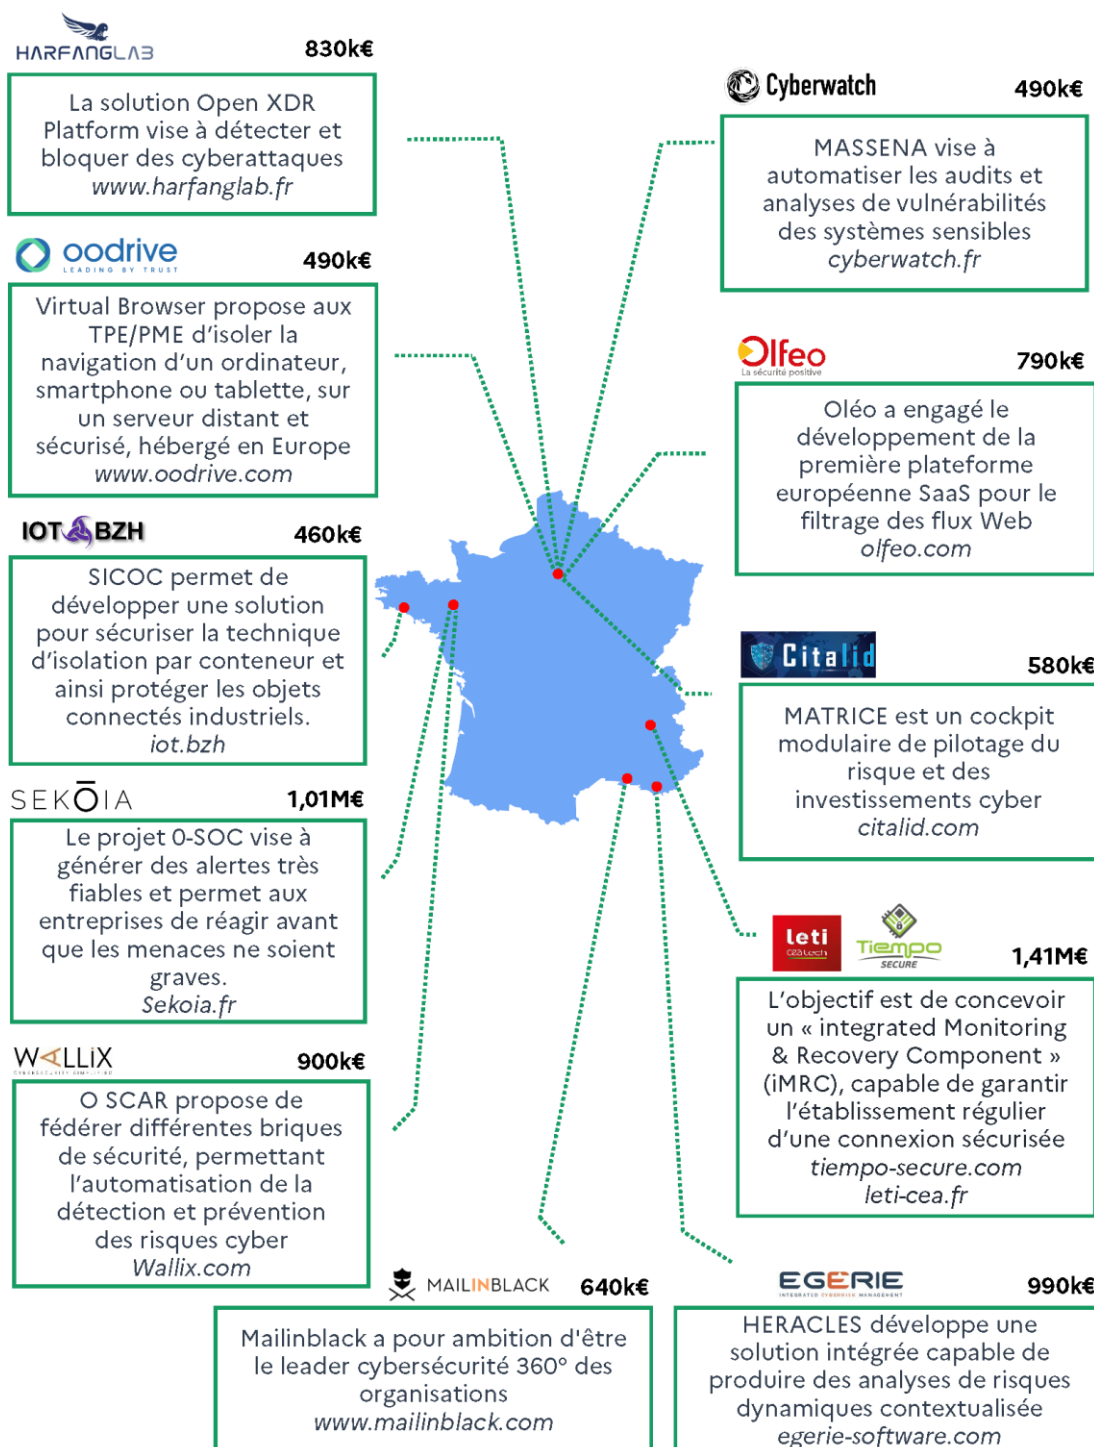 HARFANGLAB
830k€
La solution Open XDR
Platform vise à détecter et
bloquer des cyberattaques
www.harfanglab.fr
oodrive
LEADING BY TRUST
490k€
Virtual Browser propose aux
TPE/PME d'isoler la
navigation d'un ordinateur,
smartphone ou tablette, sur
un serveur distant et
sécurisé, hébergé en Europe
www.oodrive.com
IOT BZH
460k€
SICOC permet de
développer une solution
pour sécuriser la technique
d'isolation par conteneur et
ainsi protéger les objets
connectés industriels.
iot.bzh
SEKŌIA
1,01M€
Le projet 0-SOC vise à
générer des alertes très
fiables et permet aux
entreprises de réagir avant
que les menaces ne soient
graves.
Sekoia.fr
WALLIX
CYBERSECURITY SIMPLIFIED
900k€
O SCAR propose de
fédérer différentes briques
de sécurité, permettant
l'automatisation de la
détection et prévention
des risques cyber
Wallix.com
Cyberwatch
490k€
MASSENA vise à
automatiser les audits et
analyses de vulnérabilités
des systèmes sensibles
cyberwatch.fr
Olfeo
La sécurité positive
790k€
Oléo a engagé le
développement de la
première plateforme
européenne SaaS pour le
filtrage des flux Web
olfeo.com
Citalid
580k€
MATRICE est un cockpit
modulaire de pilotage du
risque et des
investissements cyber
citalid.com
leti
cea tech
Tiempo
SECURE
1,41M€
L'objectif est de concevoir
un « integrated Monitoring
& Recovery Component »
(iMRC), capable de garantir
l'établissement régulier
d'une connexion sécurisée
tiempo-secure.com
leti-cea.fr
MAILINBLACK
640k€
Mailinblack a pour ambition d'être
le leader cybersécurité 360° des
organisations
www.mailinblack.com
EGERIE
INTEGRATED CYBERRISK MANAGEMENT
990k€
HERACLES développe une
solution intégrée capable de
produire des analyses de risques
dynamiques contextualisée
egerie-software.com